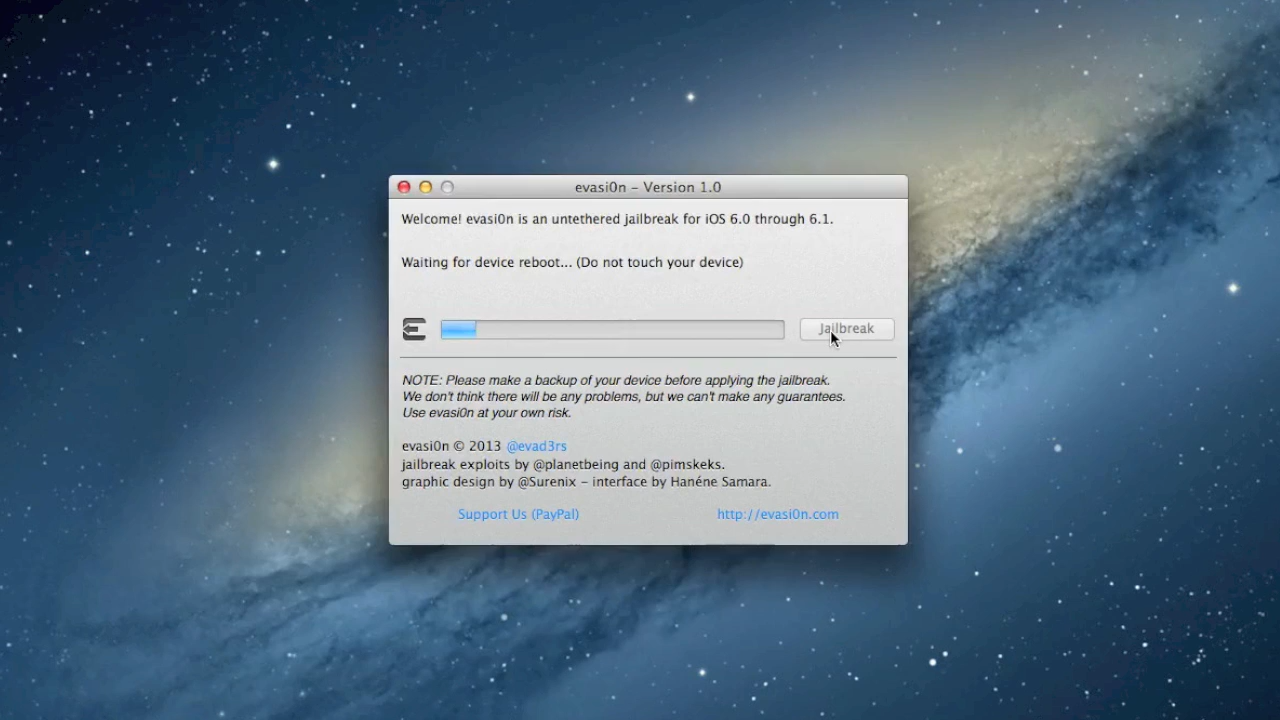 evasi0n – Version 1.0
Welcome! evasi0n is an untethered jailbreak for iOS 6.0 through 6.1.
Waiting for device reboot... (Do not touch your device)
Jailbreak
NOTE: Please make a backup of your device before applying the jailbreak.
We don't think there will be any problems, but we can't make any guarantees.
Use evasi0n at your own risk.
evasi0n © 2013 @evad3rs
jailbreak exploits by @planetbeing and @pimskeks.
graphic design by @Surenix – interface by Hanéne Samara.
Support Us (PayPal) http://evasi0n.com